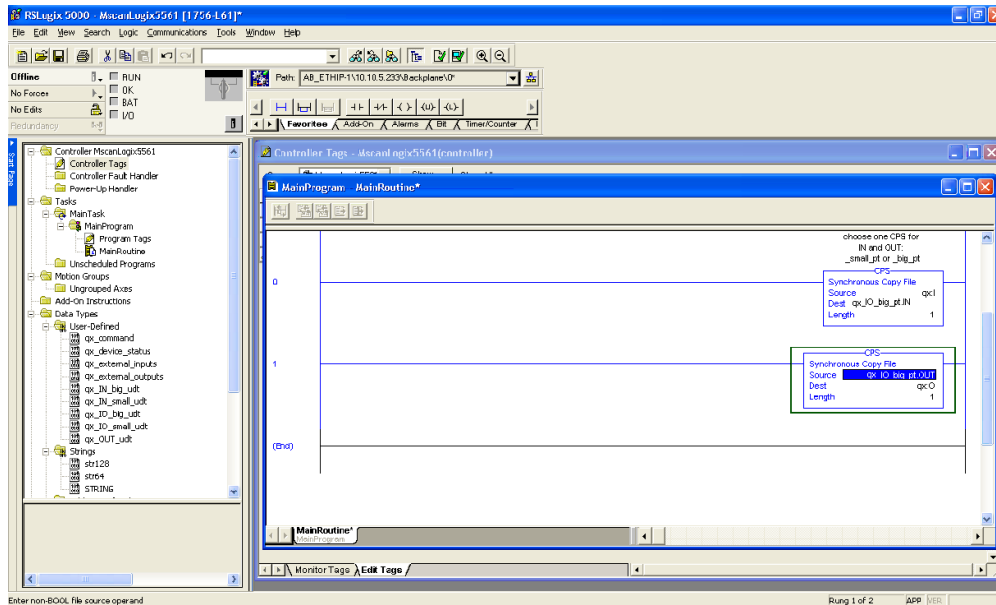 RSLogix 5000 - MscanLogix5561 [1756-L61]*
File Edit View Search Logic Communications Tools Window Help
Offline
RUN
No Forces
OK
No Edits
BAT
Redundancy
I/O
Path: AB_ETHIP-1\10.10.5.233\Backplane\0*
Favorites Add-On Alarms Bit Timer/Counter
Start Page
Controller MscanLogix5561
Controller Tags
Controller Fault Handler
Power-Up Handler
Tasks
MainTask
MainProgram
Program Tags
MainRoutine
Unscheduled Programs
Motion Groups
Ungrouped Axes
Add-On Instructions
Data Types
User-Defined
qx_command
qx_device_status
qx_external_inputs
qx_external_outputs
qx_IN_big_udt
qx_IN_small_udt
qx_IO_big_udt
qx_IO_small_udt
qx_OUT_udt
Strings
str128
str64
STRING
Controller Tags - MscanLogix5561(controller)
MainProgram - MainRoutine*
choose one CPS for
IN and OUT:
_small_pt or _big_pt
0
CPS
Synchronous Copy File
Source qx:I
Dest qx_IO_big_pt.IN
Length 1
1
CPS
Synchronous Copy File
Source qx_IO_big_pt.OUT
Dest qx:O
Length 1
(End)
MainRoutine*
MainProgram
Monitor Tags Edit Tags
Enter non-BOOL file source operand
Rung 1 of 2 APP VER